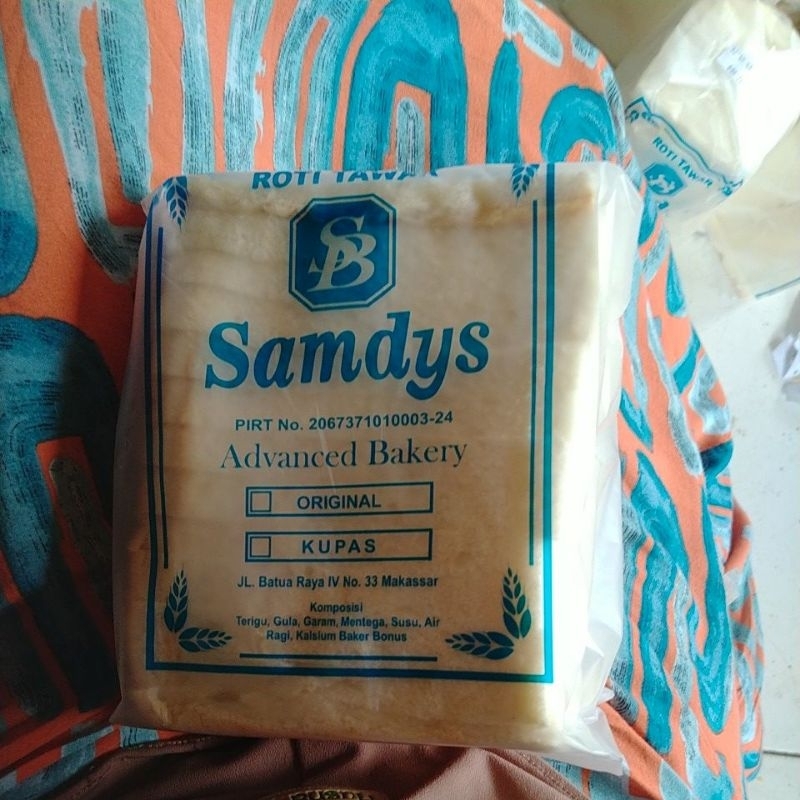 ROTI TAWAR
SB
Samdys
PIRT No. 2067371010003-24
Advanced Bakery
ORIGINAL
KUPAS
JL. Batua Raya IV No. 33 Makassar
Komposisi
Terigu, Gula, Garam, Mentega, Susu, Air
Ragi, Kalsium Baker Bonus
ROTI TAWAR